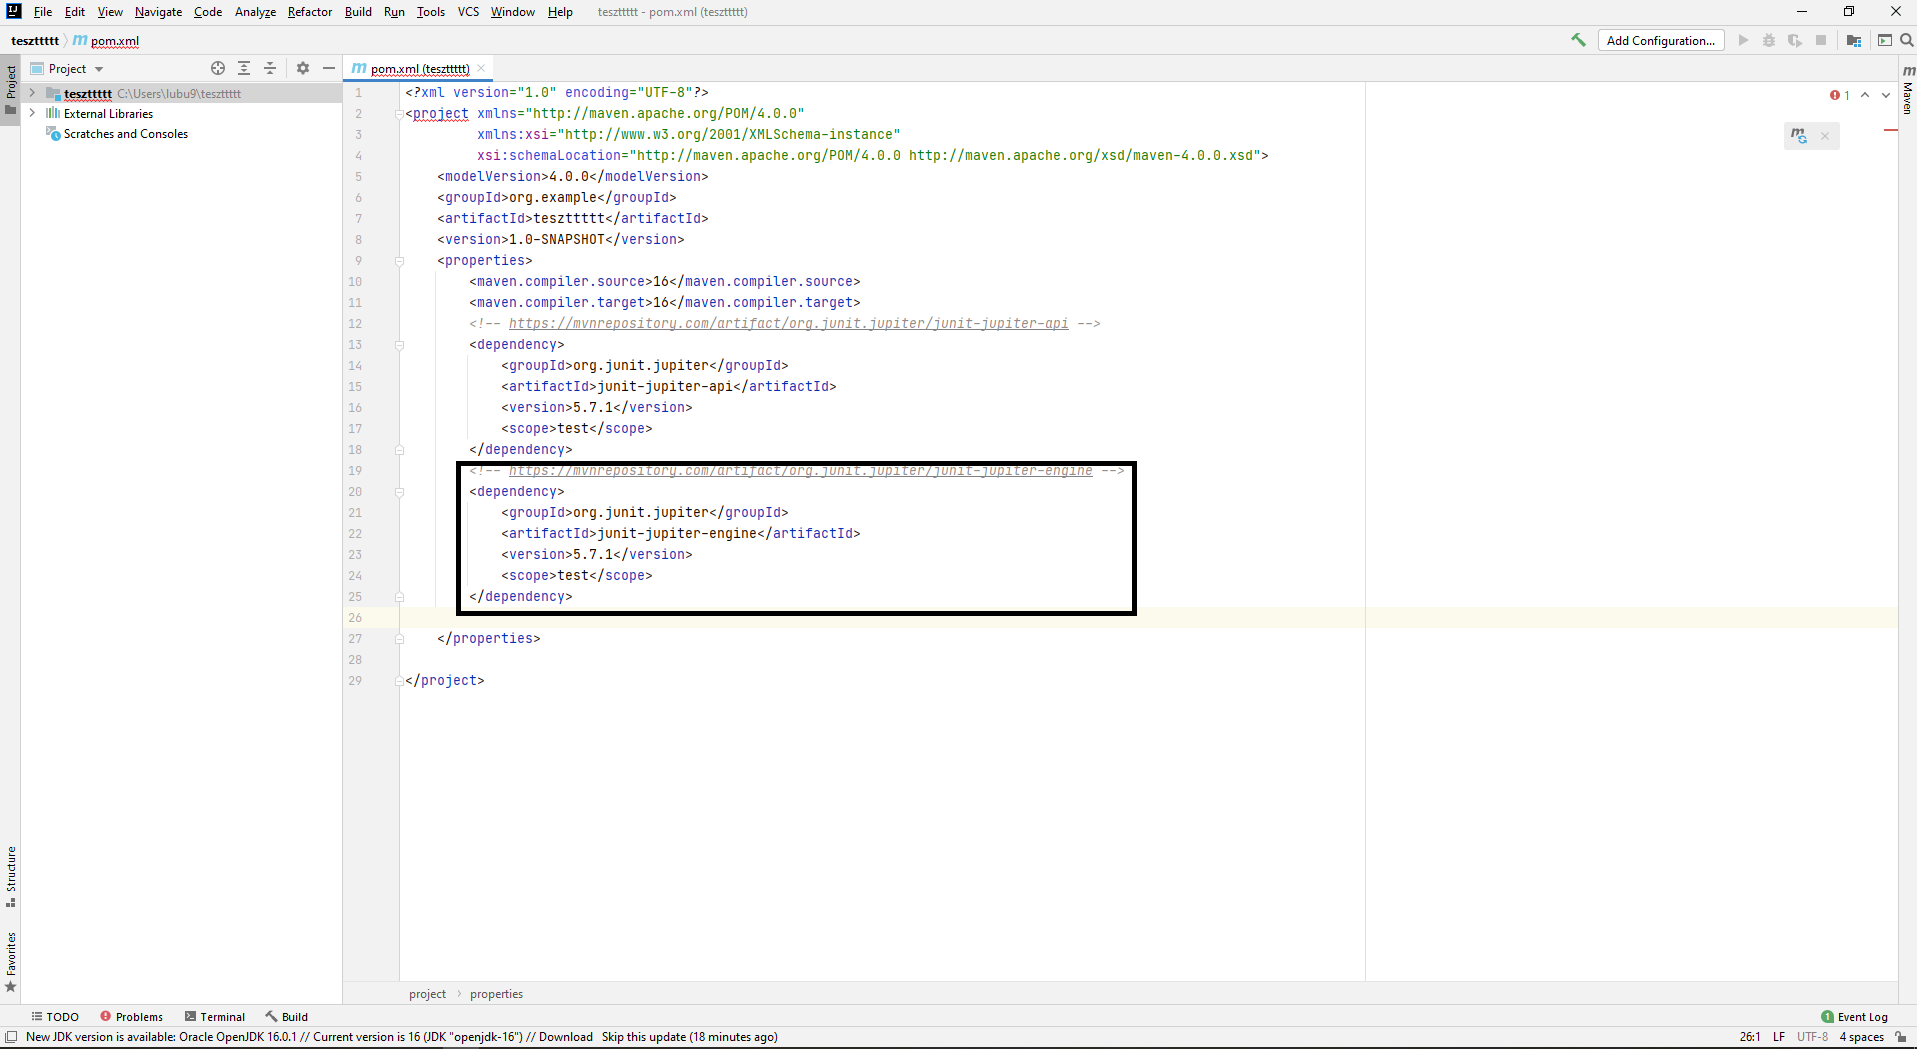 File Edit View Navigate Code Analyze Refactor Build Run Tools VCS Window Help teszttttt - pom.xml (teszttttt)
teszttttt pom.xml
Add Configuration...
Project
pom.xml (teszttttt)
Project
Structure
Favorites
teszttttt C:\Users\lubu9\teszttttt
External Libraries
Scratches and Consoles
1 <?xml version="1.0" encoding="UTF-8"?>
2 <project xmlns="http://maven.apache.org/POM/4.0.0"
3 xmlns:xsi="http://www.w3.org/2001/XMLSchema-instance"
4 xsi:schemaLocation="http://maven.apache.org/POM/4.0.0 http://maven.apache.org/xsd/maven-4.0.0.xsd">
5 <modelVersion>4.0.0</modelVersion>
6 <groupId>org.example</groupId>
7 <artifactId>teszttttt</artifactId>
8 <version>1.0-SNAPSHOT</version>
9 <properties>
10 <maven.compiler.source>16</maven.compiler.source>
11 <maven.compiler.target>16</maven.compiler.target>
12 <!-- https://mvnrepository.com/artifact/org.junit.jupiter/junit-jupiter-api -->
13 <dependency>
14 <groupId>org.junit.jupiter</groupId>
15 <artifactId>junit-jupiter-api</artifactId>
16 <version>5.7.1</version>
17 <scope>test</scope>
18 </dependency>
19 <!-- https://mvnrepository.com/artifact/org.junit.jupiter/junit-jupiter-engine -->
20 <dependency>
21 <groupId>org.junit.jupiter</groupId>
22 <artifactId>junit-jupiter-engine</artifactId>
23 <version>5.7.1</version>
24 <scope>test</scope>
25 </dependency>
26
27 </properties>
28
29 </project>
1
Maven
project properties
TODO Problems Terminal Build
1 Event Log
New JDK version is available: Oracle OpenJDK 16.0.1 // Current version is 16 (JDK "openjdk-16") // Download Skip this update (18 minutes ago)
26:1 LF UTF-8 4 spaces